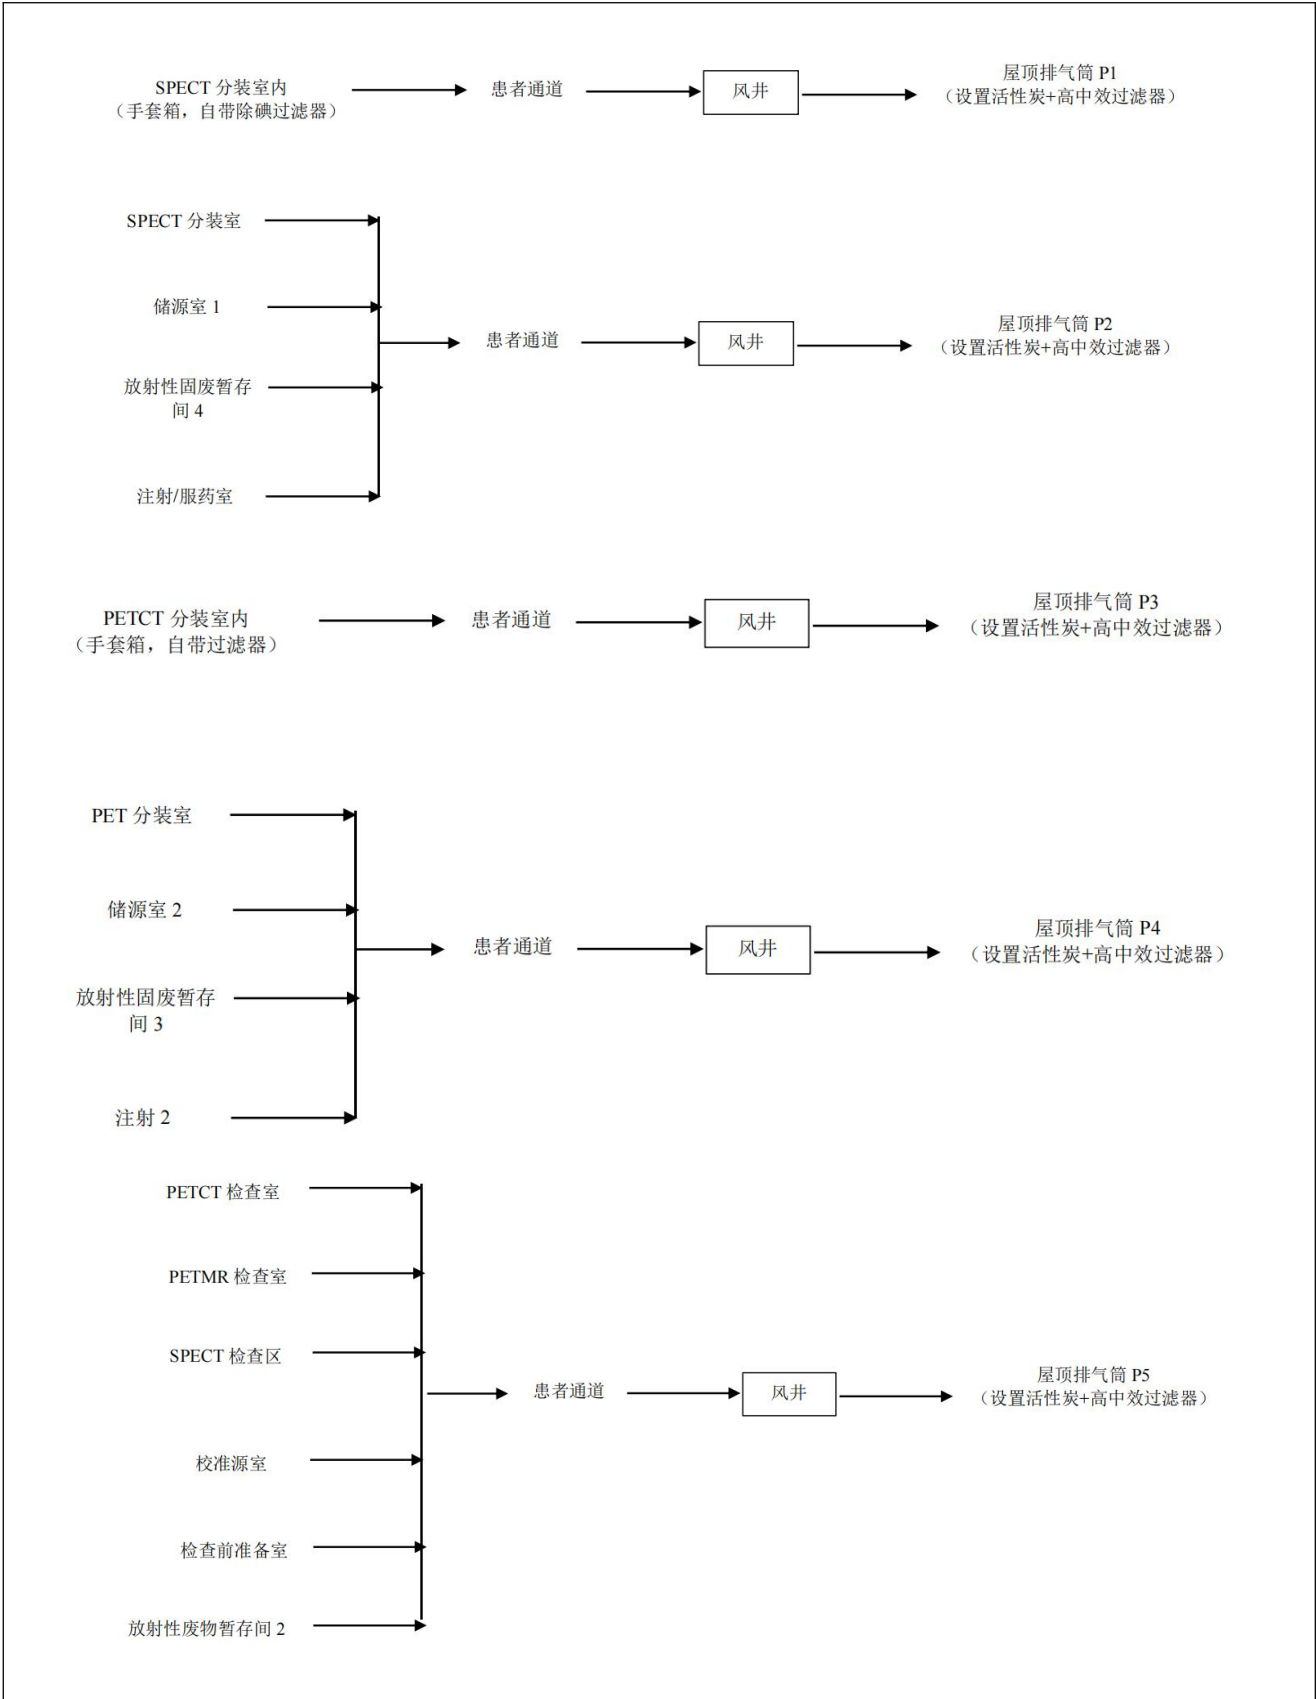 SPECT 分装室内
（手套箱，自带除碘过滤器）
患者通道
风井
屋顶排气筒 P1
（设置活性炭+高中效过滤器）
SPECT 分装室
储源室 1
放射性固废暂存
间 4
注射/服药室
患者通道
风井
屋顶排气筒 P2
（设置活性炭+高中效过滤器）
PETCT 分装室内
（手套箱，自带过滤器）
患者通道
风井
屋顶排气筒 P3
（设置活性炭+高中效过滤器）
PET 分装室
储源室 2
放射性固废暂存
间 3
注射 2
患者通道
风井
屋顶排气筒 P4
（设置活性炭+高中效过滤器）
PETCT 检查室
PETMR 检查室
SPECT 检查区
校准源室
检查前准备室
放射性废物暂存间 2
患者通道
风井
屋顶排气筒 P5
（设置活性炭+高中效过滤器）